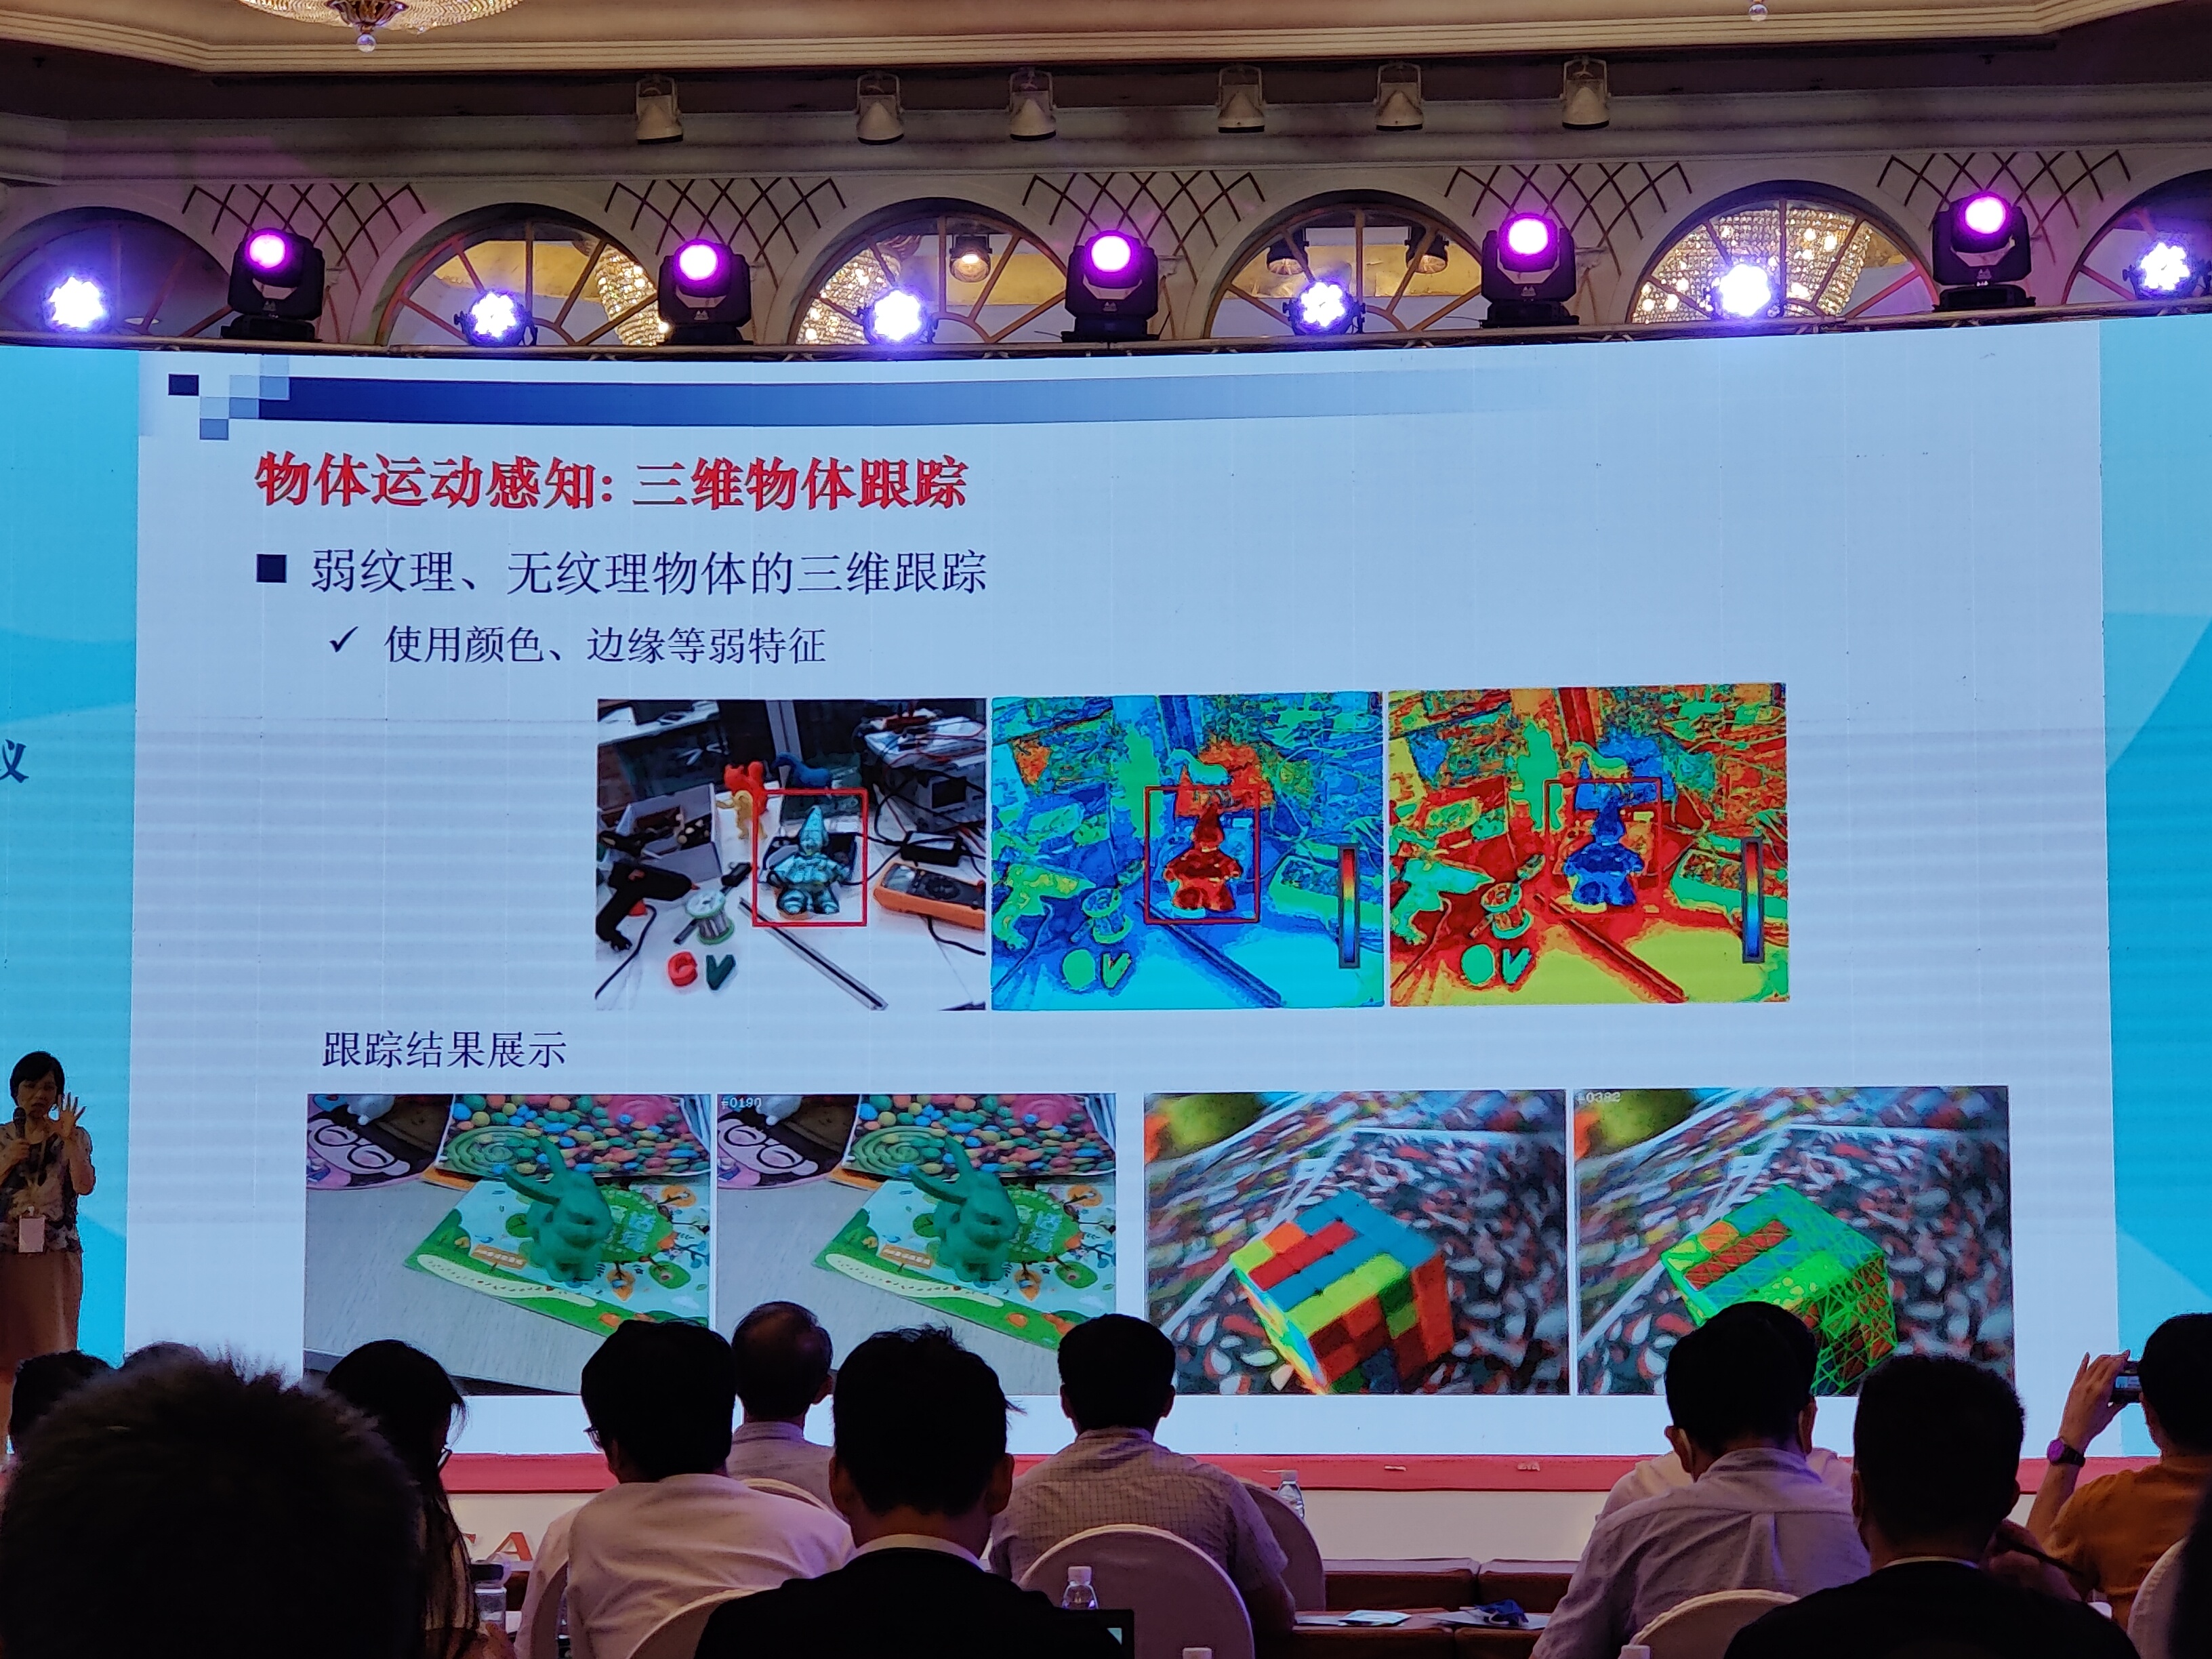 物体运动感知: 三维物体跟踪
■ 弱纹理、无纹理物体的三维跟踪
✓ 使用颜色、边缘等弱特征
CV
跟踪结果展示
#0190
#0382